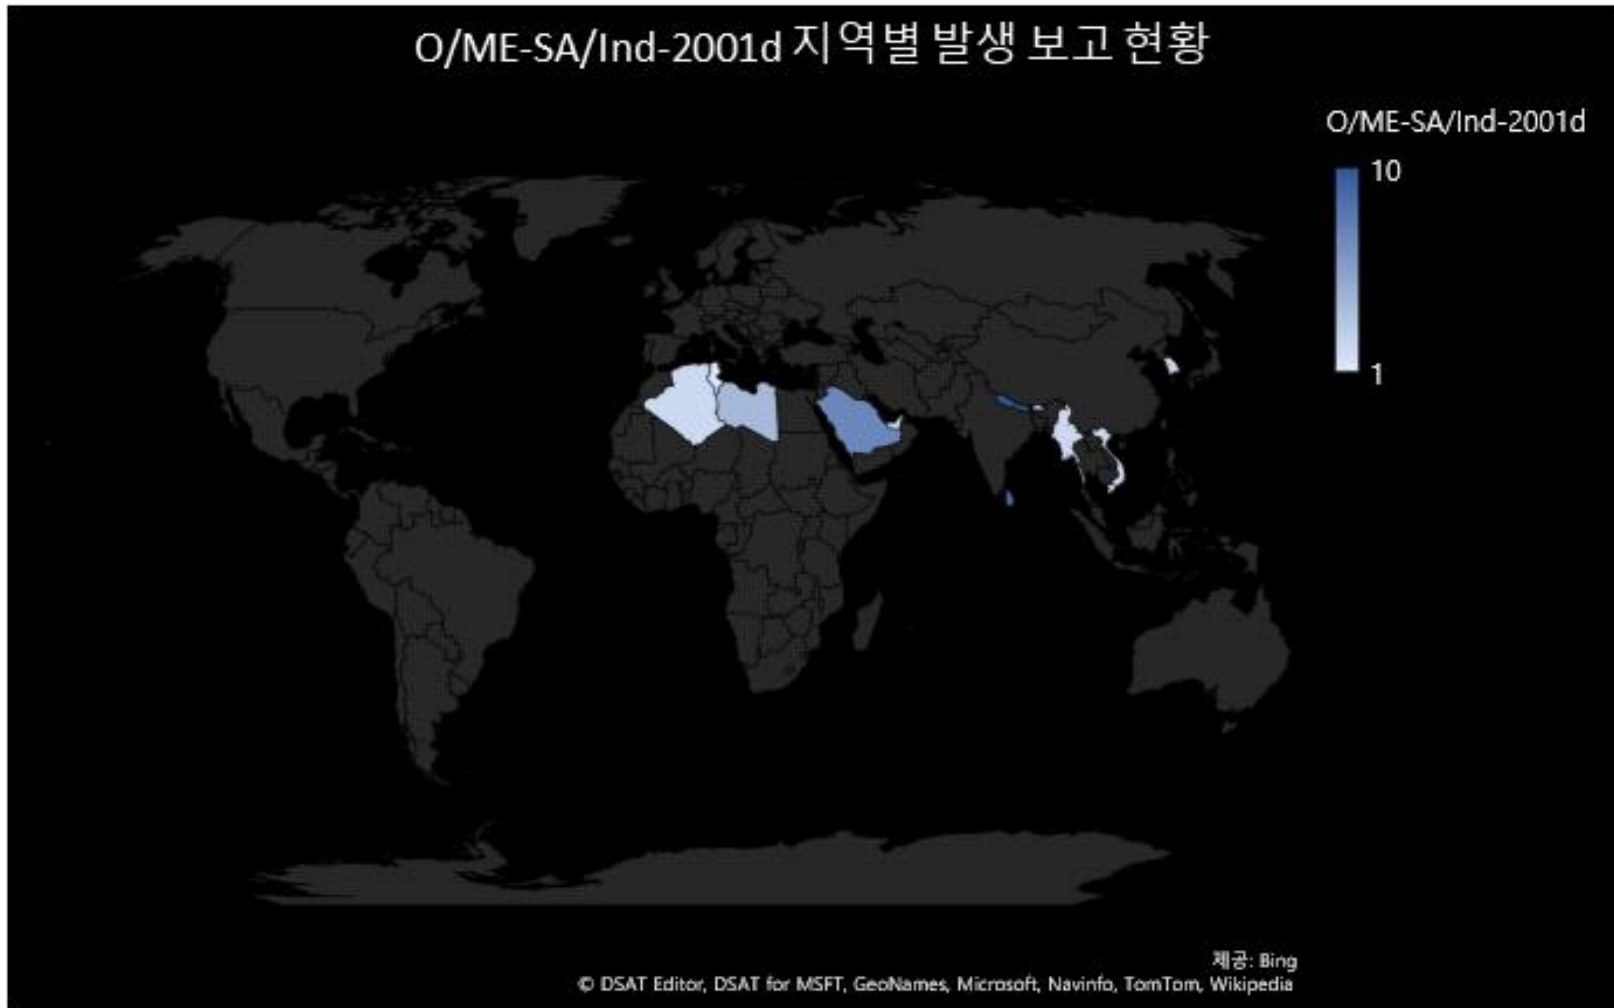 O/ME-SA/Ind-2001d 지역별 발생 보고 현황
O/ME-SA/Ind-2001d
10
1
제공: Bing
© DSAT Editor, DSAT for MSFT, GeoNames, Microsoft, Navinfo, TomTom, Wikipedia